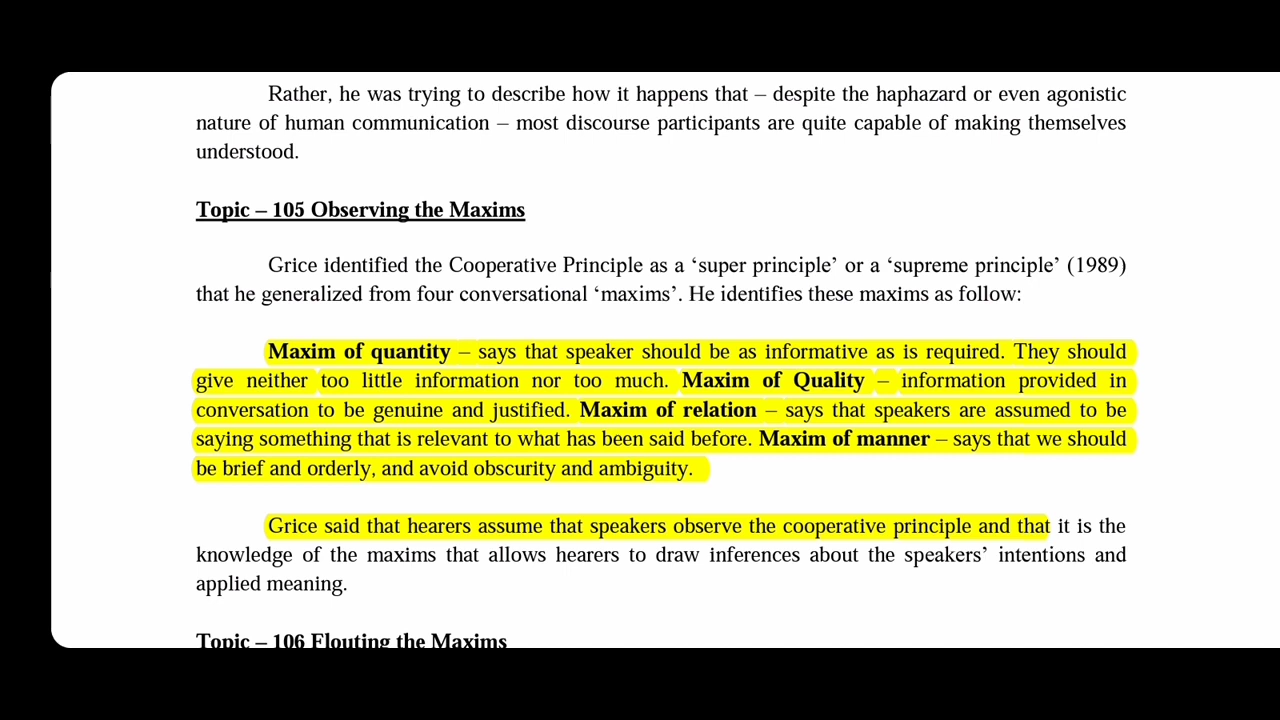 Rather, he was trying to describe how it happens that – despite the haphazard or even agonistic
nature of human communication – most discourse participants are quite capable of making themselves
understood.
Topic – 105 Observing the Maxims
Grice identified the Cooperative Principle as a ‘super principle’ or a ‘supreme principle’ (1989)
that he generalized from four conversational ‘maxims’. He identifies these maxims as follow:
Maxim of quantity – says that speaker should be as informative as is required. They should
give neither too little information nor too much. Maxim of Quality – information provided in
conversation to be genuine and justified. Maxim of relation – says that speakers are assumed to be
saying something that is relevant to what has been said before. Maxim of manner – says that we should
be brief and orderly, and avoid obscurity and ambiguity.
Grice said that hearers assume that speakers observe the cooperative principle and that it is the
knowledge of the maxims that allows hearers to draw inferences about the speakers’ intentions and
applied meaning.
Topic – 106 Flouting the Maxims